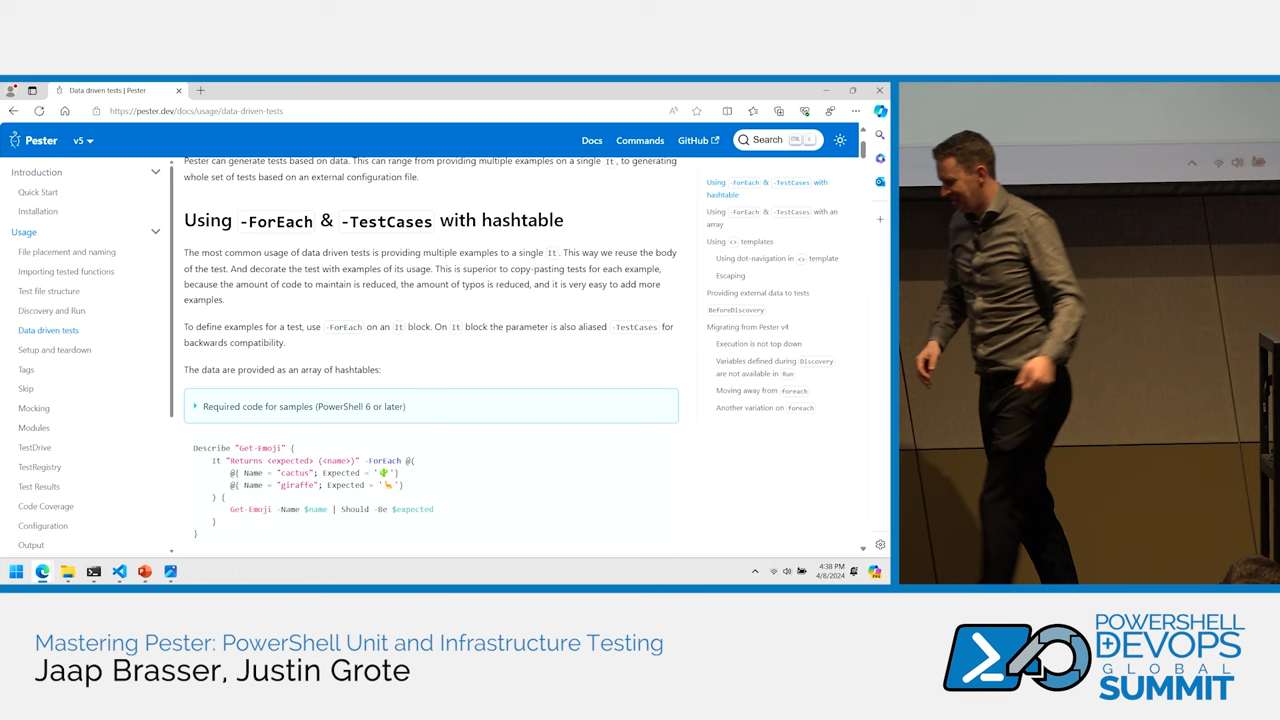 Data driven tests | Pester
https://pester.dev/docs/usage/data-driven-tests
Pester
v5
Docs
Commands
GitHub
Search
Introduction
Quick Start
Installation
Usage
File placement and naming
Importing tested functions
Test file structure
Discovery and Run
Data driven tests
Setup and teardown
Tags
Skip
Mocking
Modules
TestDrive
TestRegistry
Test Results
Code Coverage
Configuration
Output
Pester can generate tests based on data. This can range from providing multiple examples on a single It, to generating
whole set of tests based on an external configuration file.
Using -ForEach & -TestCases with hashtable
The most common usage of data driven tests is providing multiple examples to a single It. This way we reuse the body
of the test. And decorate the test with examples of its usage. This is superior to copy-pasting tests for each example,
because the amount of code to maintain is reduced, the amount of typos is reduced, and it is very easy to add more
examples.
To define examples for a test, use -ForEach on an It block. On It block the parameter is also aliased -TestCases for
backwards compatibility.
The data are provided as an array of hashtables:
Required code for samples (PowerShell 6 or later)
Describe "Get-Emoji" {
It "Returns <expected> (<name>)" -ForEach @(
@{ Name = "cactus"; Expected = '🌵'}
@{ Name = "giraffe"; Expected = '🦒'}
) {
Get-Emoji -Name $name | Should -Be $expected
}
}
Using -ForEach & -TestCases with
hashtable
Using -ForEach & -TestCases with an
array
Using <> templates
Using dot-navigation in <> template
Escaping
Providing external data to tests
BeforeDiscovery
Migrating from Pester v4
Execution is not top down
Variables defined during Discovery
are not available in Run
Moving away from foreach
Another variation on foreach
4:38 PM
4/8/2024
Mastering Pester: PowerShell Unit and Infrastructure Testing
Jaap Brasser, Justin Grote
POWERSHELL
DEVOPS
GLOBAL
SUMMIT